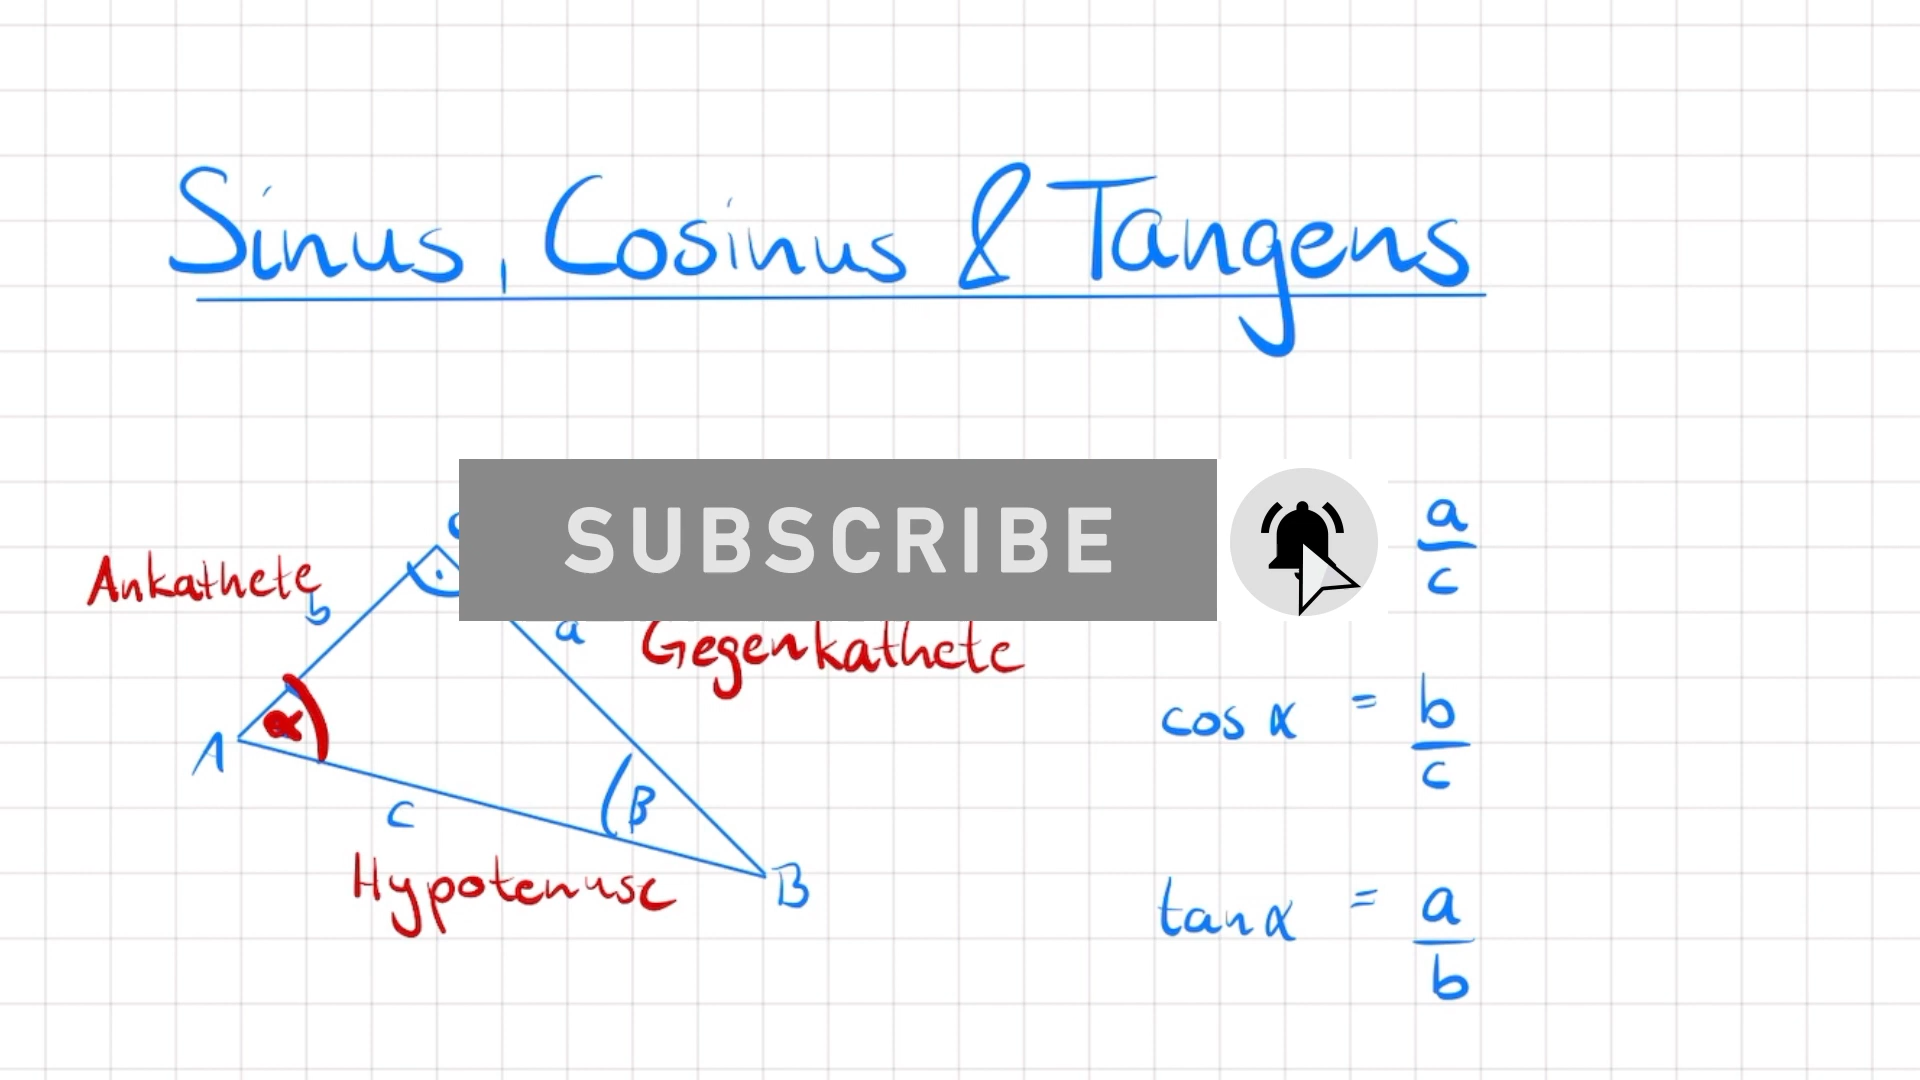 Sinus, Cosinus & Tangens
SUBSCRIBE
a
c
Ankathete
b
a
Gegenkathete
cos α = b
c
α
A
β
c
Hypotenuse
B
tan α = a
b